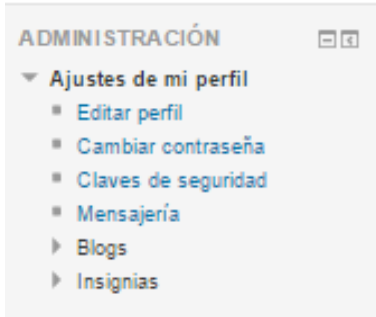 ADMINISTRACIÓN
Ajustes de mi perfil
Editar perfil
Cambiar contraseña
Claves de seguridad
Mensajería
Blogs
Insignias